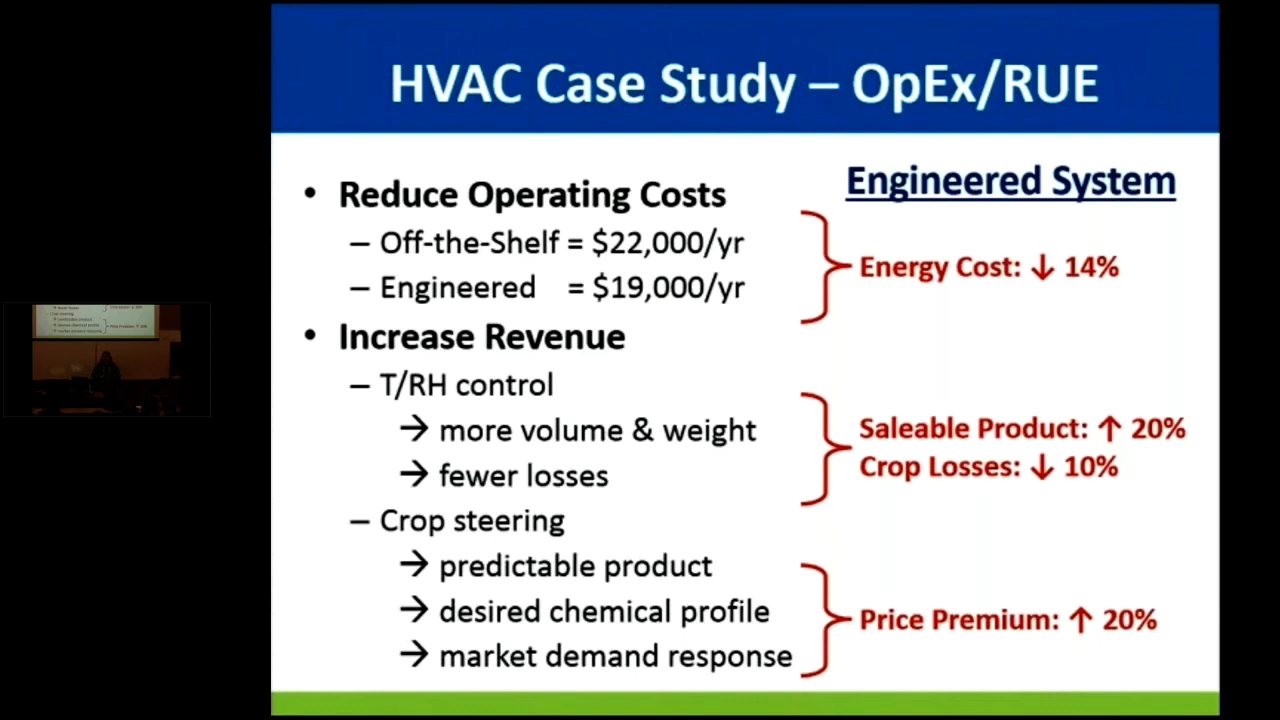 HVAC Case Study – OpEx/RUE
Engineered System
• Reduce Operating Costs
– Off-the-Shelf = $22,000/yr
– Engineered = $19,000/yr
Energy Cost: ↓ 14%
• Increase Revenue
– T/RH control
→ more volume & weight
→ fewer losses
Saleable Product: ↑ 20%
Crop Losses: ↓ 10%
– Crop steering
→ predictable product
→ desired chemical profile
→ market demand response
Price Premium: ↑ 20%